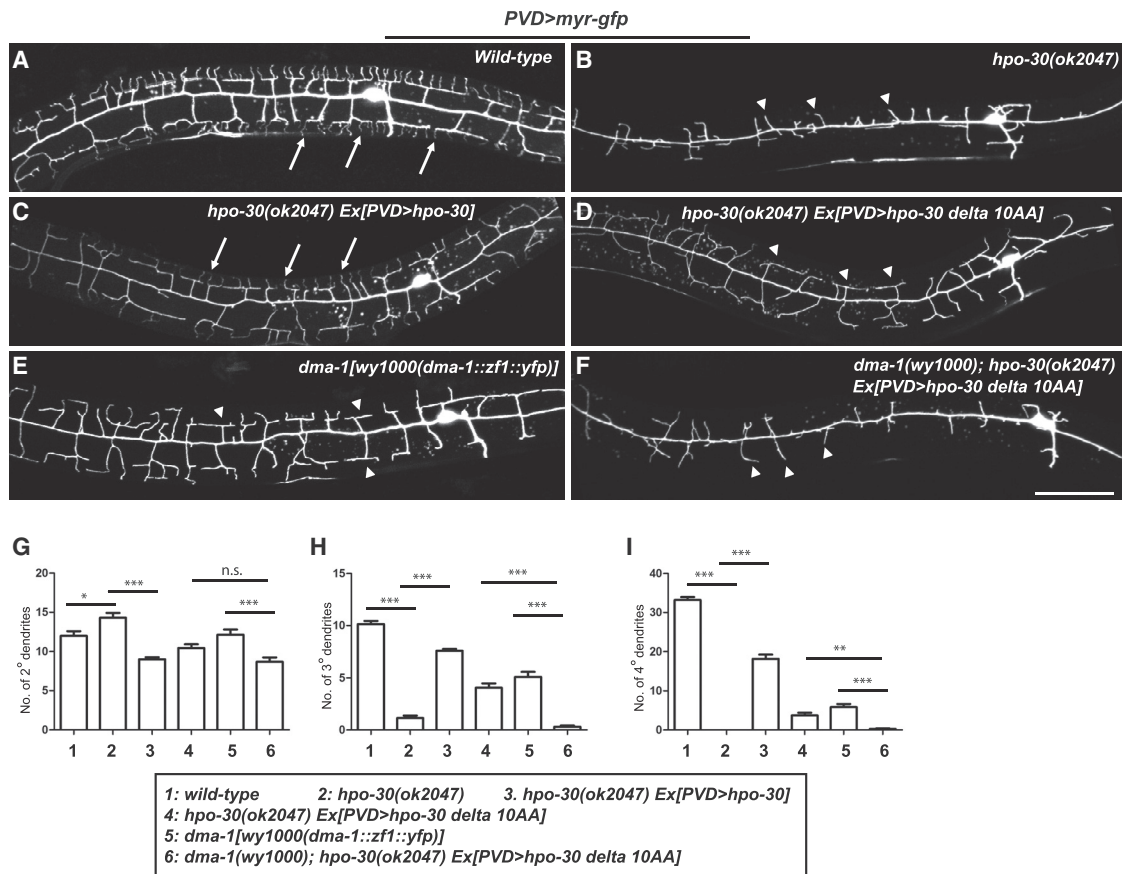 PVD>myr-gfp
A
Wild-type
B
hpo-30(ok2047)
C
hpo-30(ok2047) Ex[PVD>hpo-30]
D
hpo-30(ok2047) Ex[PVD>hpo-30 delta 10AA]
E
dma-1[wy1000(dma-1::zf1::yfp)]
F
dma-1(wy1000); hpo-30(ok2047)
Ex[PVD>hpo-30 delta 10AA]
G
No. of 2° dendrites
20
15
10
5
0
*
***
n.s.
***
1 2 3 4 5 6
H
No. of 3° dendrites
15
10
5
0
***
***
***
***
1 2 3 4 5 6
I
No. of 4° dendrites
40
30
20
10
0
***
***
**
***
1 2 3 4 5 6
1: wild-type 2: hpo-30(ok2047) 3. hpo-30(ok2047) Ex[PVD>hpo-30]
4: hpo-30(ok2047) Ex[PVD>hpo-30 delta 10AA]
5: dma-1[wy1000(dma-1::zf1::yfp)]
6: dma-1(wy1000); hpo-30(ok2047) Ex[PVD>hpo-30 delta 10AA]